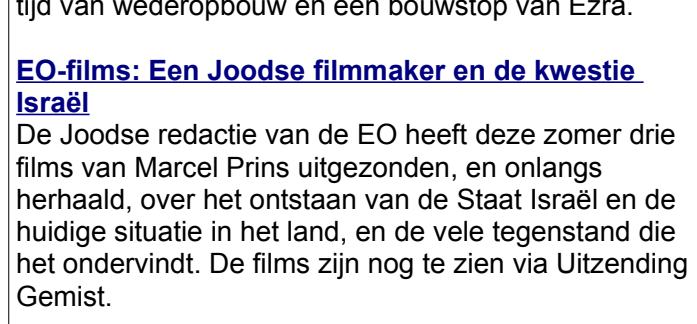 tijd van wederopbouw en een bouwstop van Ezra.
EO-films: Een Joodse filmmaker en de kwestie
Israël
De Joodse redactie van de EO heeft deze zomer drie
films van Marcel Prins uitgezonden, en onlangs
herhaald, over het ontstaan van de Staat Israël en de
huidige situatie in het land, en de vele tegenstand die
het ondervindt. De films zijn nog te zien via Uitzending
Gemist.